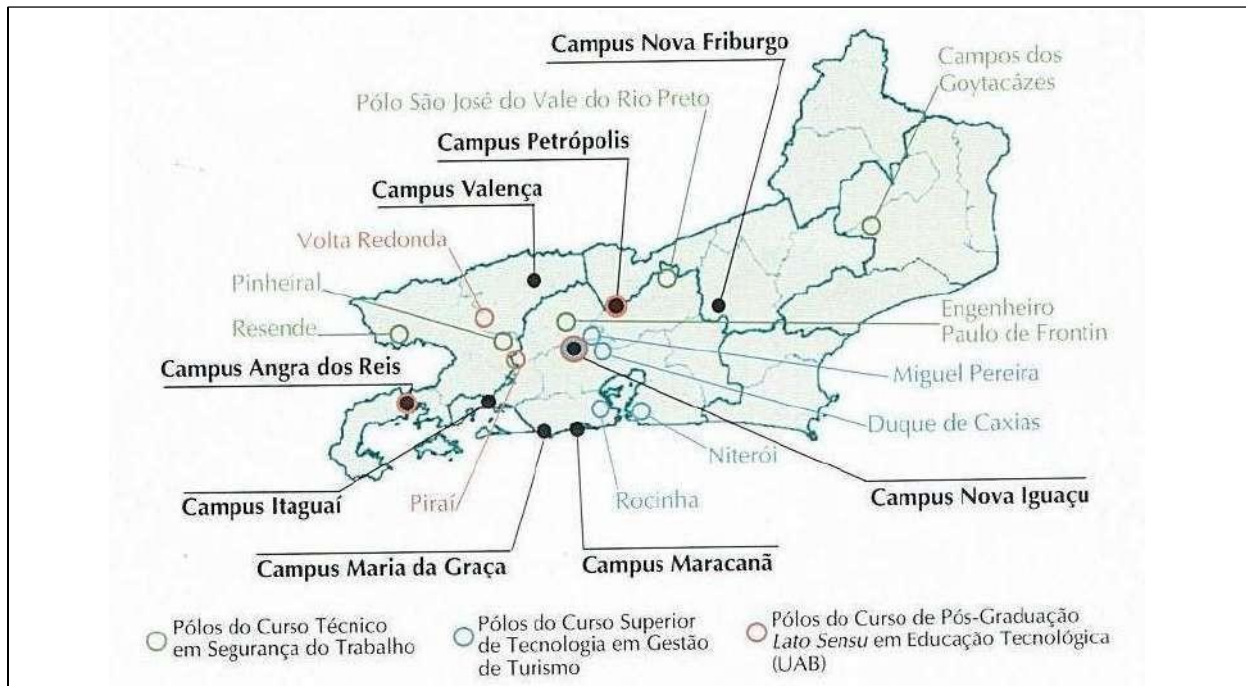 Campus Nova Friburgo
Campos dos
Goytacázes
Pólo São José do Vale do Rio Preto
Campus Petrópolis
Campus Valença
Volta Redonda
Pinheiral
Resende
Engenheiro
Paulo de Frontin
Campus Angra dos Reis
Miguel Pereira
Duque de Caxias
Niterói
Campus Itaguaí
Piraí
Rocinha
Campus Nova Iguaçu
Campus Maria da Graça
Campus Maracanã
Pólos do Curso Técnico
em Segurança do Trabalho
Pólos do Curso Superior
de Tecnologia em Gestão
de Turismo
Pólos do Curso de Pós-Graduação
Lato Sensu em Educação Tecnológica
(UAB)